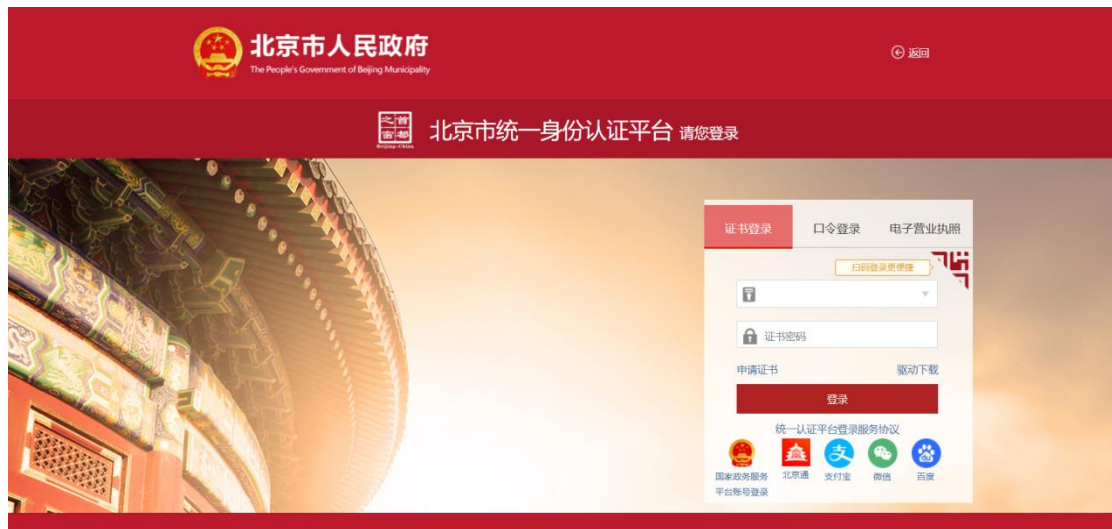 北京市人民政府
The People's Government of Beijing Municipality
返回
首都之窗
Beijing-China
北京市统一身份认证平台 请您登录
证书登录 口令登录 电子营业执照
扫码登录更便捷
证书密码
申请证书 驱动下载
登录
统一认证平台登录服务协议
国家政务服务平台账号登录 北京通 支付宝 微信 百度